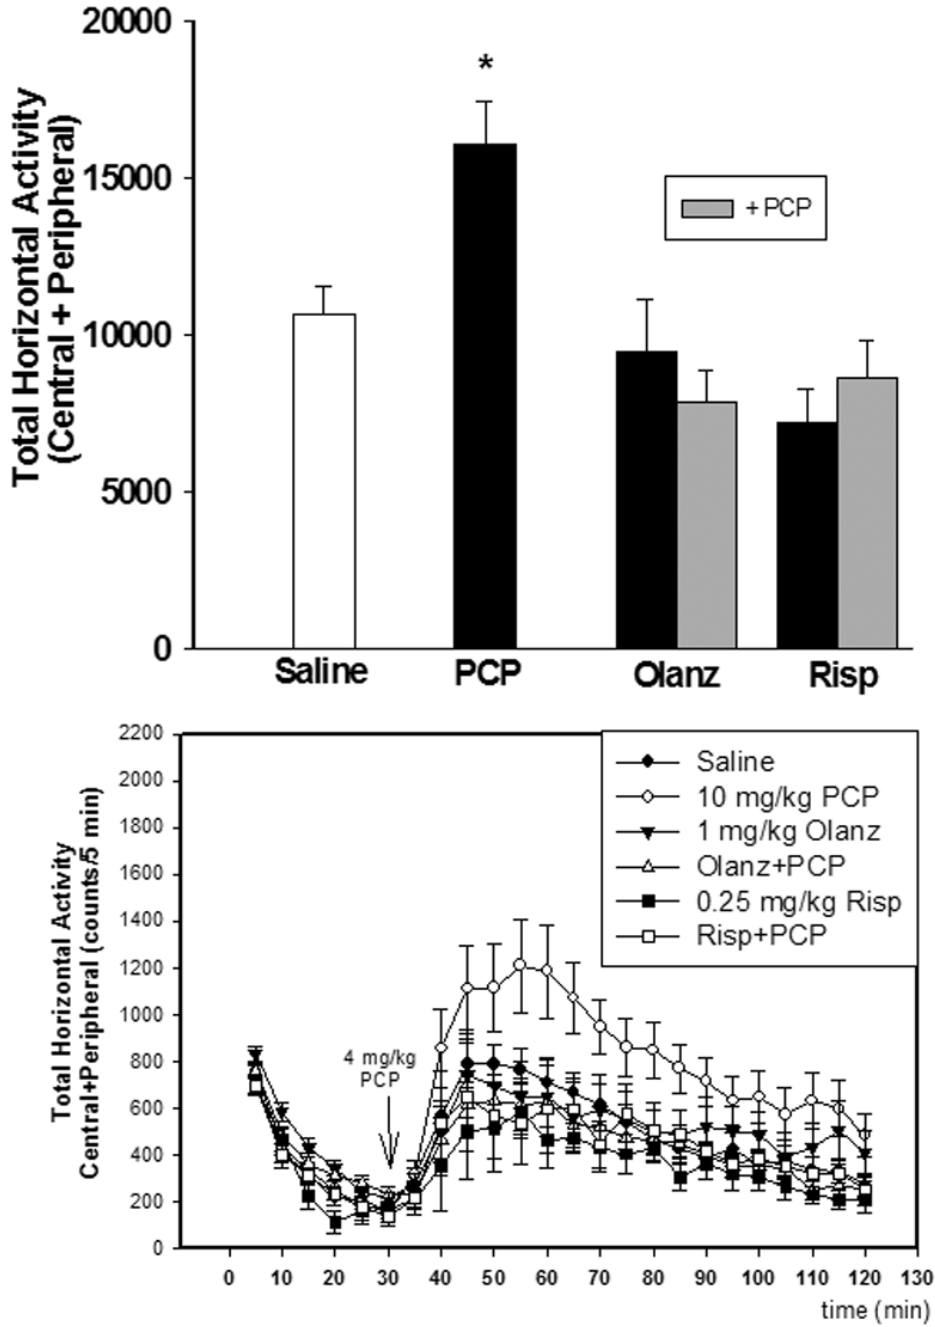 20000
15000
10000
5000
0
Total Horizontal Activity
(Central + Peripheral)
*
+ PCP
Saline PCP Olanz Risp
2200
2000
1800
1600
1400
1200
1000
800
600
400
200
0
Total Horizontal Activity
Central+Peripheral (counts/5 min)
Saline
10 mg/kg PCP
1 mg/kg Olanz
Olanz+PCP
0.25 mg/kg Risp
Risp+PCP
4 mg/kg
PCP
0 10 20 30 40 50 60 70 80 90 100 110 120 130
time (min)